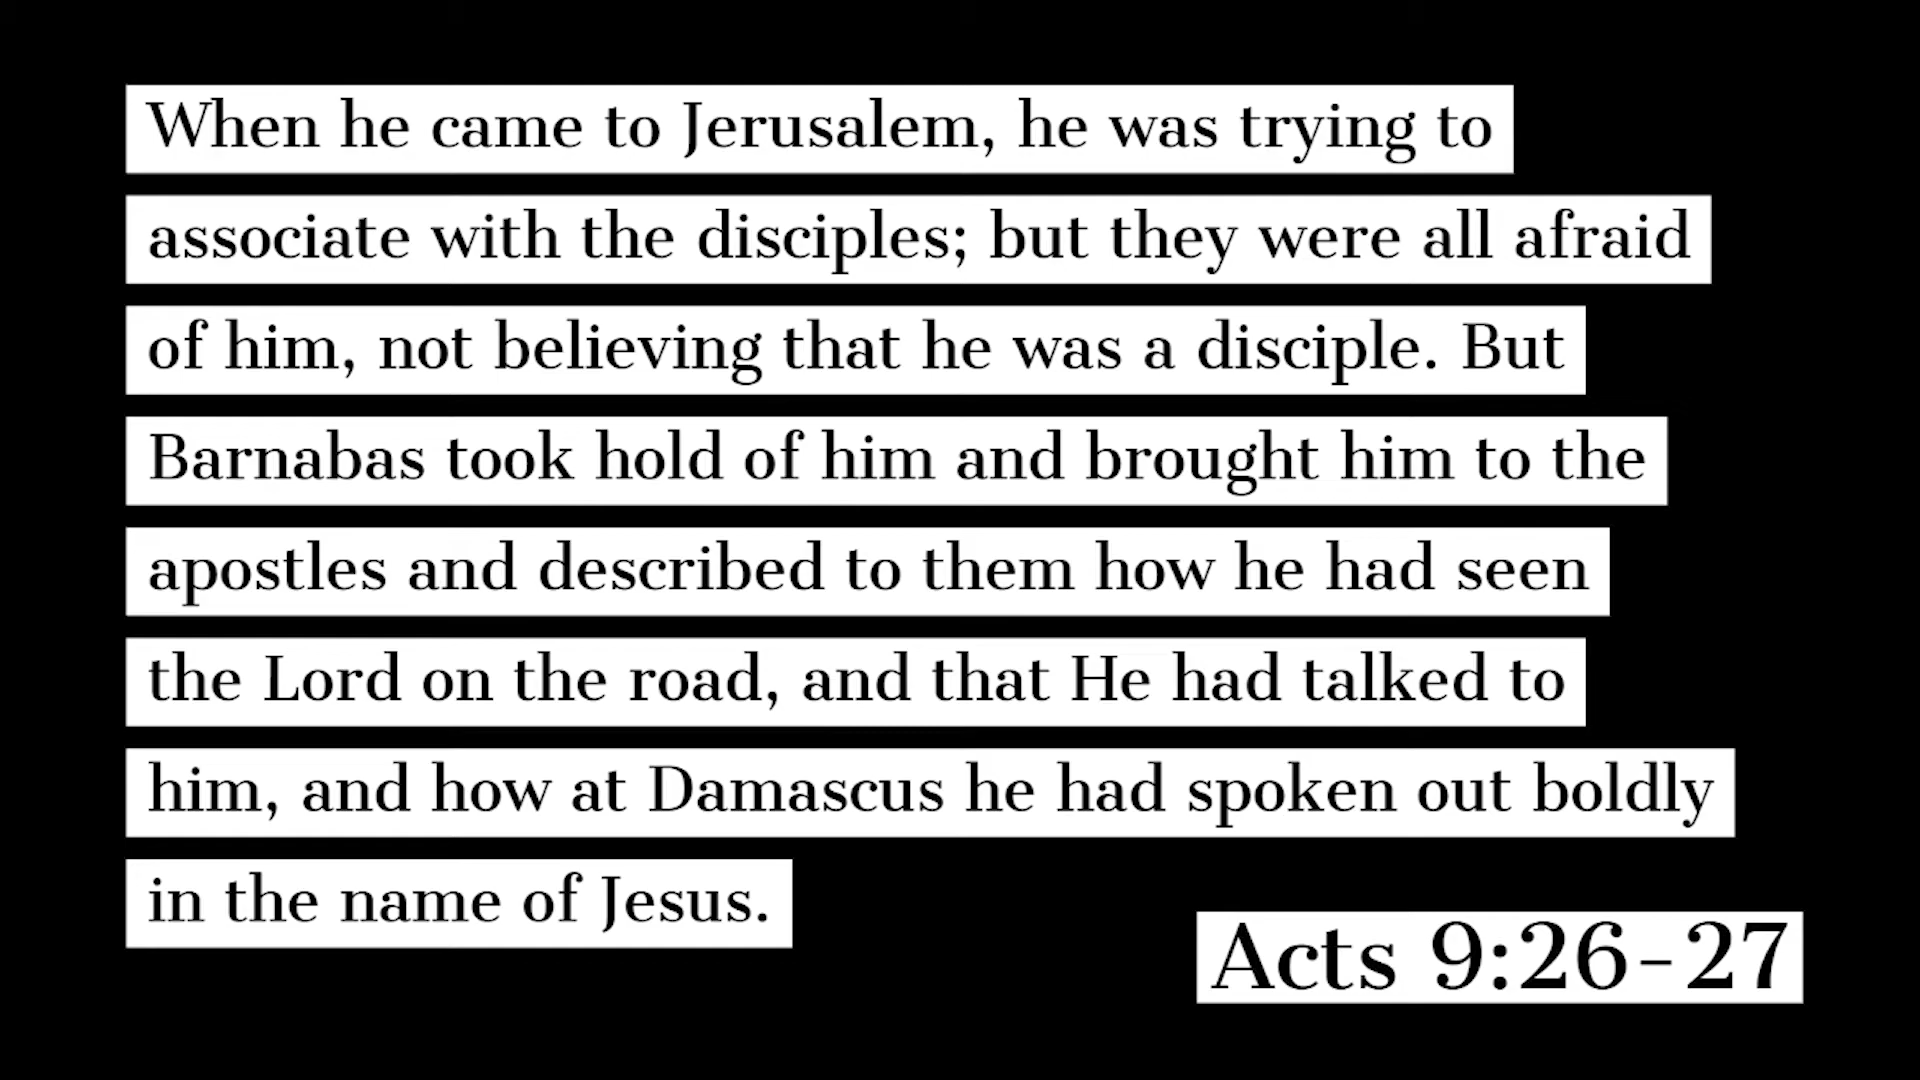 When he came to Jerusalem, he was trying to
associate with the disciples; but they were all afraid
of him, not believing that he was a disciple. But
Barnabas took hold of him and brought him to the
apostles and described to them how he had seen
the Lord on the road, and that He had talked to
him, and how at Damascus he had spoken out boldly
in the name of Jesus.
Acts 9:26-27